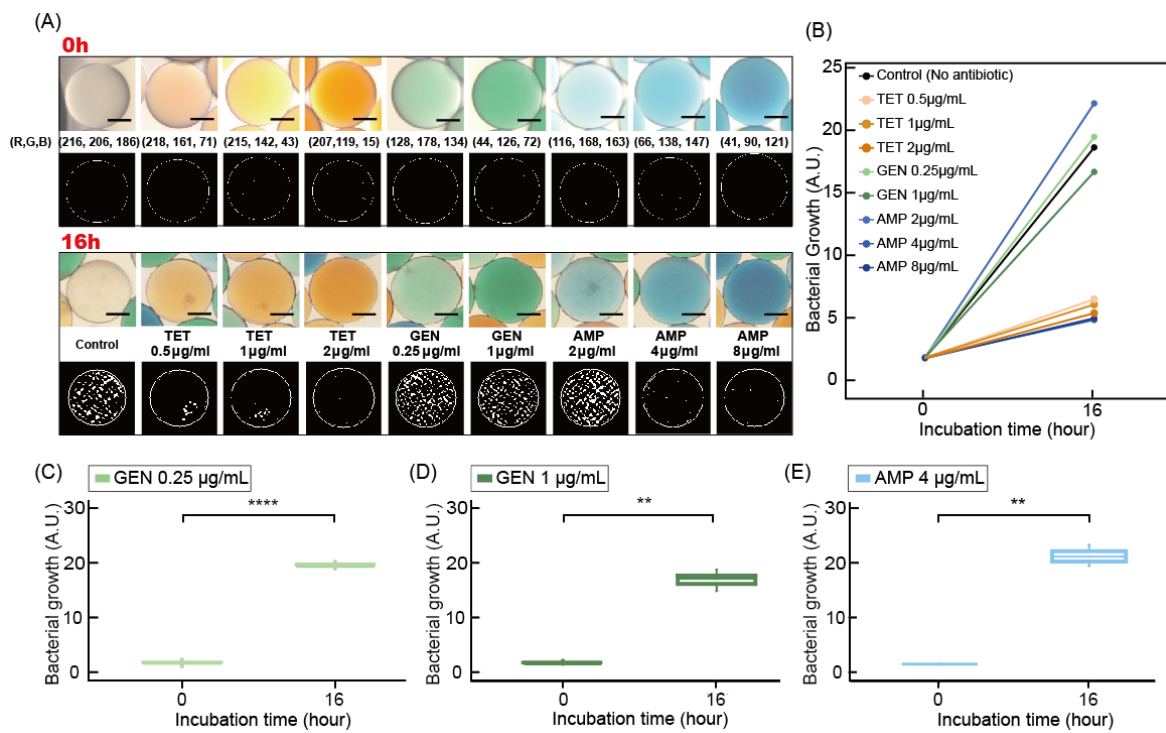 (A)
0h
(R,G,B) (216, 206, 186) (218, 161, 71) (215, 142, 43) (207,119, 15) (128, 178, 134) (44, 126, 72) (116, 168, 163) (66, 138, 147) (41, 90, 121)
16h
Control TET TET TET GEN GEN AMP AMP AMP
0.5µg/ml 1µg/ml 2µg/ml 0.25µg/ml 1µg/ml 2µg/ml 4µg/ml 8µg/ml
(B)
Bacterial Growth (A.U.)
25
20
15
10
5
0
Control (No antibiotic)
TET 0.5µg/mL
TET 1µg/mL
TET 2µg/mL
GEN 0.25µg/mL
GEN 1µg/mL
AMP 2µg/mL
AMP 4µg/mL
AMP 8µg/mL
0 16
Incubation time (hour)
(C)
GEN 0.25 µg/mL
Bacterial growth (A.U.)
30
20
10
0
****
0 16
Incubation time (hour)
(D)
GEN 1 µg/mL
Bacterial growth (A.U.)
30
20
10
0
**
0 16
Incubation time (hour)
(E)
AMP 4 µg/mL
Bacterial growth (A.U.)
30
20
10
0
**
0 16
Incubation time (hour)